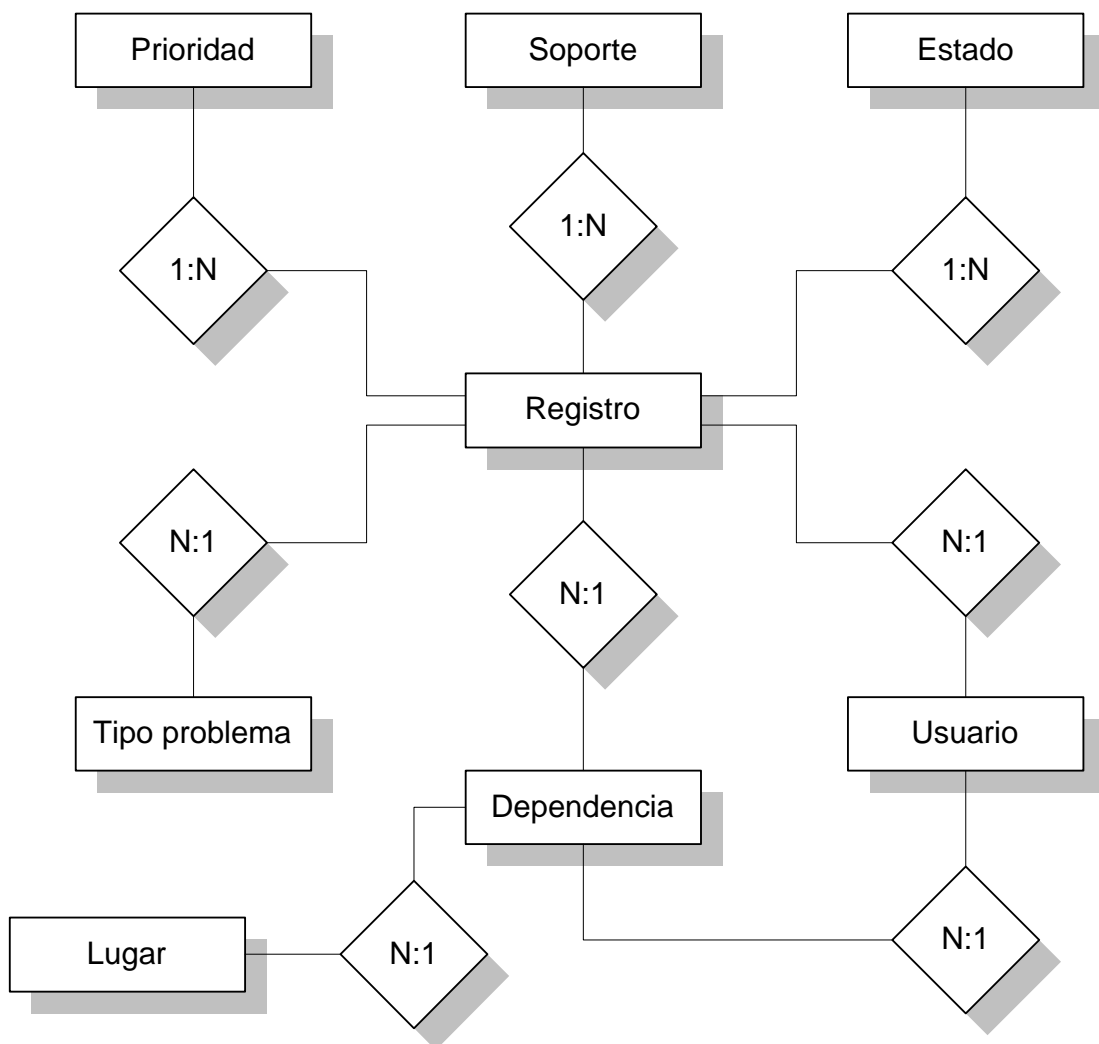 Prioridad
Soporte
Estado
1:N
1:N
1:N
Registro
N:1
N:1
N:1
Tipo problema
Usuario
Dependencia
Lugar
N:1
N:1